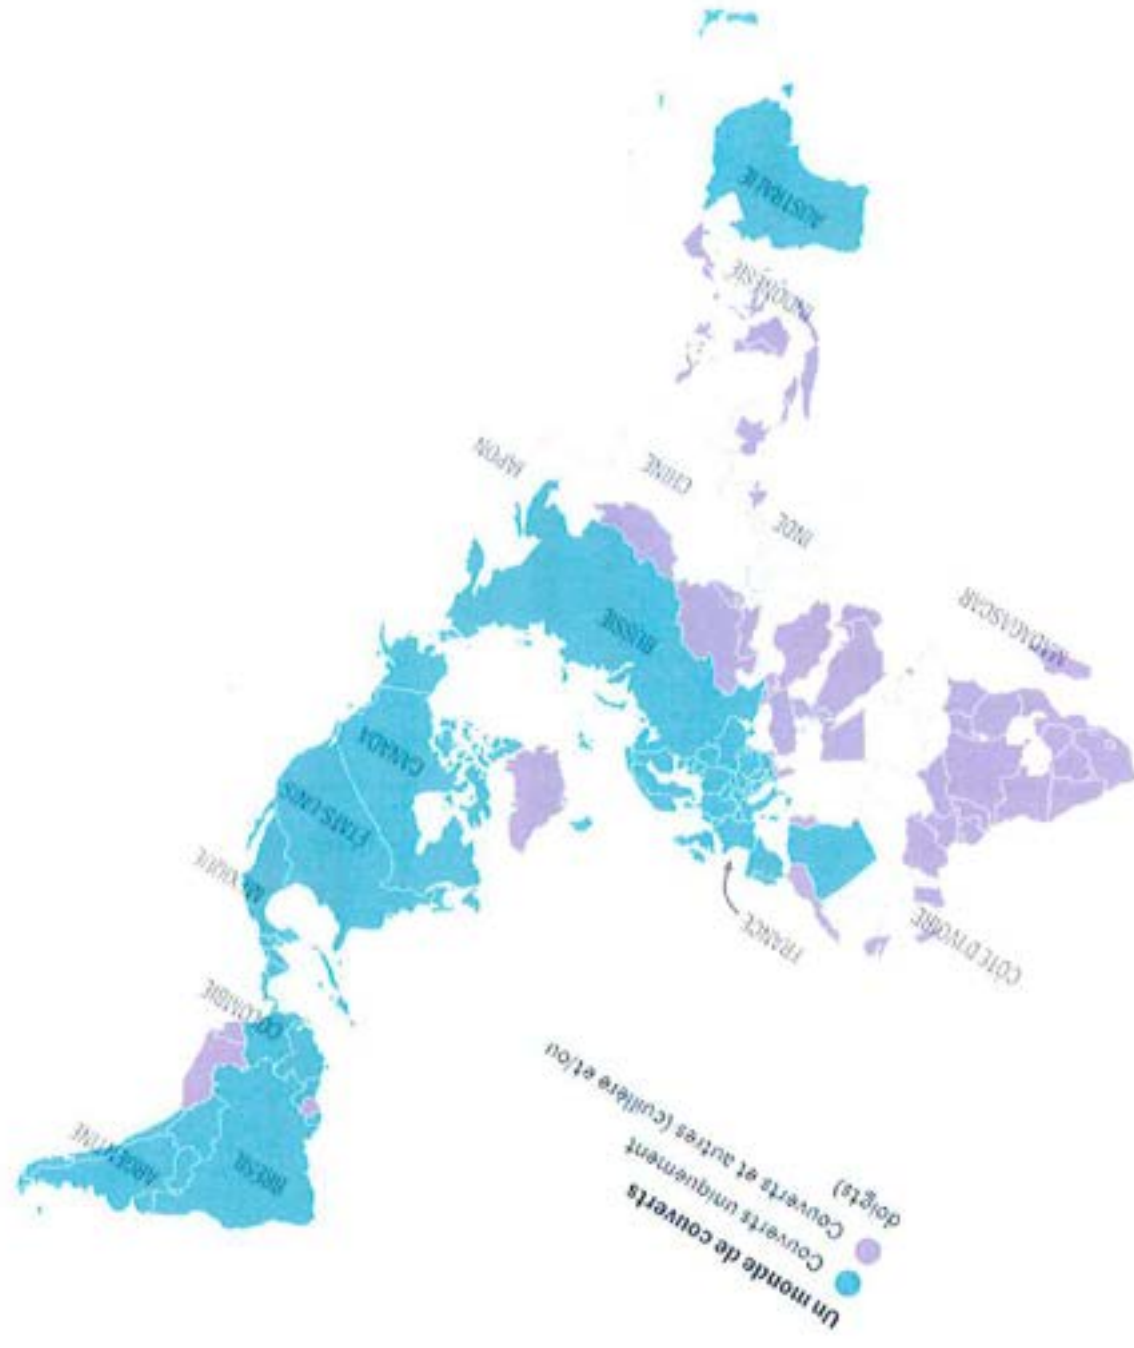 Un monde de couverts
Couverts uniquement
Couverts et autres (cuillère et/ou
doigts)
FRANCE
CÔTE D'IVOIRE
MADAGASCAR
RUSSIE
INDE
CHINE
JAPON
INDONÉSIE
AUSTRALIE
CANADA
ÉTATS-UNIS
MEXIQUE
COLOMBIE
BRÉSIL
ARGENTINE